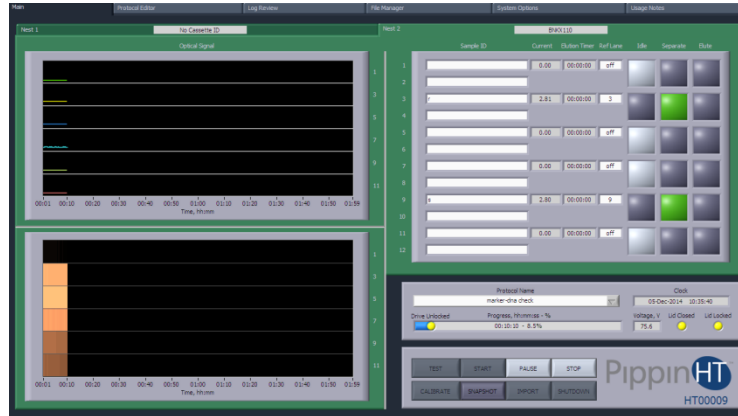 Main Protocol Editor Log Review File Manager System Options Usage Notes
Nest 1 No Cassette ID
Optical Signal
1
3
5
7
9
11
00:01 00:10 00:20 00:30 00:40 00:50 01:00 01:10 01:20 01:30 01:40 01:50 01:59
Time, hh:mm
1
3
5
7
9
11
00:01 00:10 00:20 00:30 00:40 00:50 01:00 01:10 01:20 01:30 01:40 01:50 01:59
Time, hh:mm
Nest 2
Sample ID Current Elution Timer Ref Lane Idle Separate Elute
1 0.00 00:00:00 off
2
3 r 2.81 00:00:00 3
4
5 0.00 00:00:00 off
6
7 0.00 00:00:00 off
8
9 s 2.80 00:00:00 9
10
11 0.00 00:00:00 off
12
Protocol Name Clock
marker-dna check 05-Dec-2014 10:35:40
Drive Unlocked Progress, hh:mm:ss - % Voltage, V Lid Closed Lid Locked
00:10:10 - 8.5% 75.6
TEST START PAUSE STOP
CALIBRATE SNAPSHOT IMPORT SHUTDOWN
PippinHT
HT00009